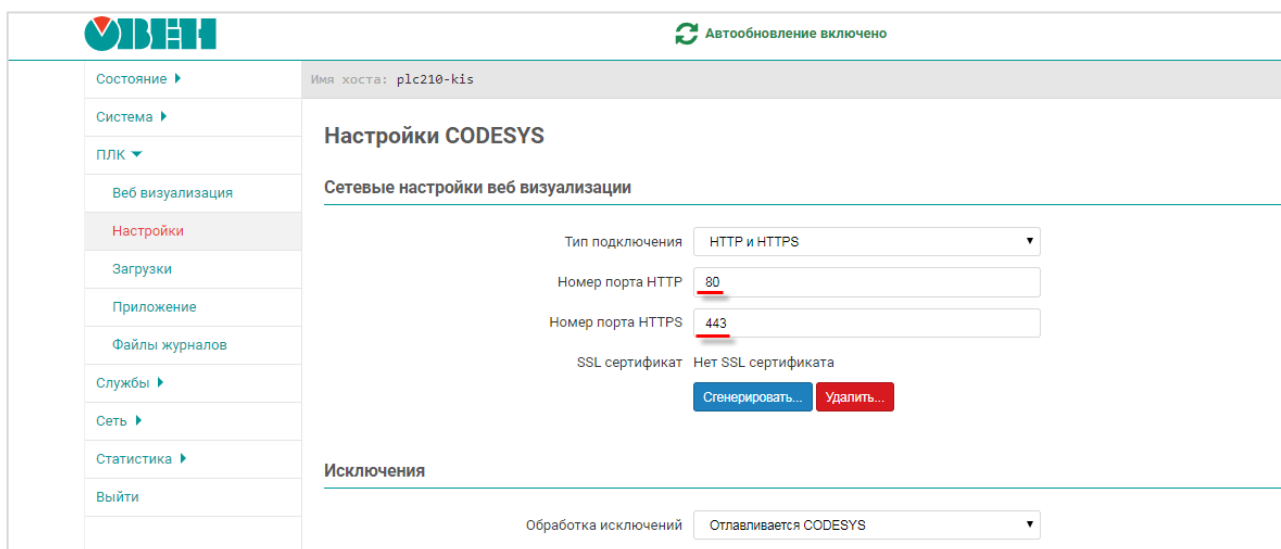 ОВЕН
Автообновление включено
Состояние
Имя хоста: plc210-kis
Система
ПЛК
Веб визуализация
Настройки
Загрузки
Приложение
Файлы журналов
Службы
Сеть
Статистика
Выйти
Настройки CODESYS
Сетевые настройки веб визуализации
Тип подключения HTTP и HTTPS
Номер порта HTTP 80
Номер порта HTTPS 443
SSL сертификат Нет SSL сертификата
Сгенерировать... Удалить...
Исключения
Обработка исключений Отлавливается CODESYS